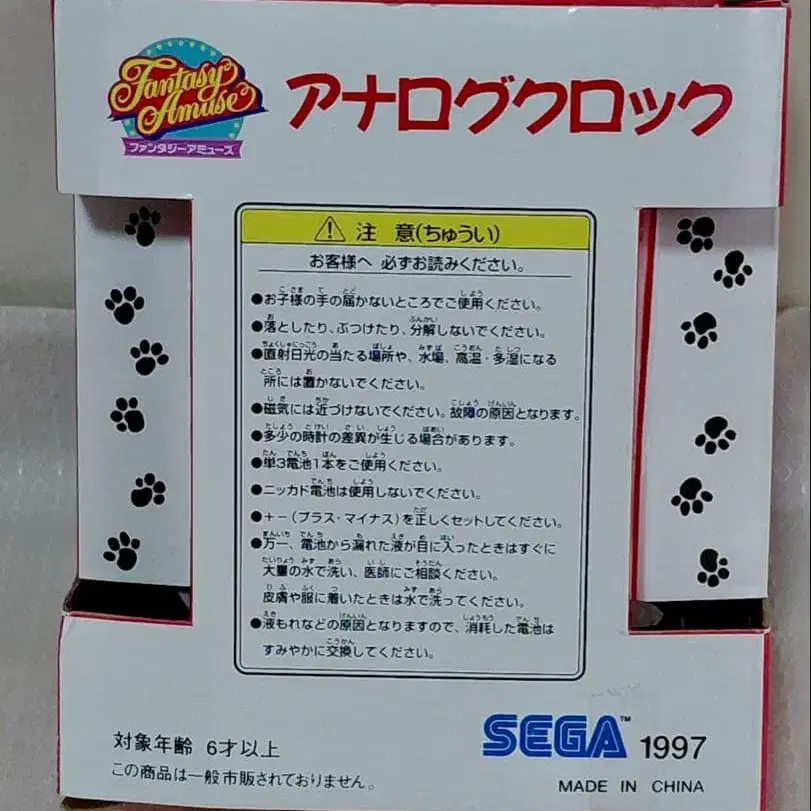 Fantasy Amuse
ファンタジーアミューズ
アナログクロック
注 意(ちゅうい)
お客様へ 必ずお読みください。
●お子様の手の届かないところでご使用ください。
●落としたり、ぶつけたり、分解しないでください。
●直射日光の当たる場所や、水場、高温・多湿になる
所には置かないでください。
●磁気には近づけないでください。故障の原因となります。
●多少の時計の差異が生じる場合があります。
●単3電池1本をご使用ください。
●ニッカド電池は使用しないでください。
●+−(プラス・マイナス)を正しくセットしてください。
●万一、電池から漏れた液が目に入ったときはすぐに
大量の水で洗い、医師にご相談ください。
皮膚や服に着いたときは水で洗ってください。
●液もれなどの原因となりますので、消耗した電池は
すみやかに交換してください。
対象年齢 6才以上
この商品は一般市販されておりません。
SEGA™ 1997
MADE IN CHINA